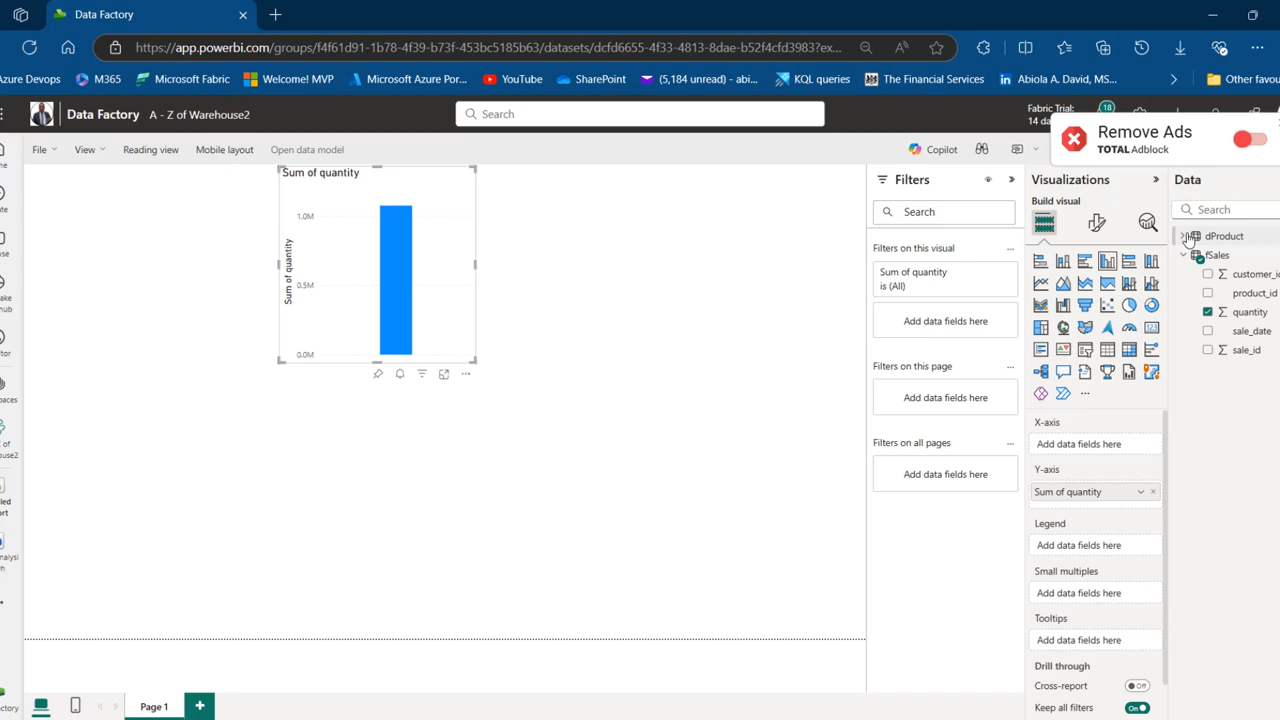 Data Factory
https://app.powerbi.com/groups/f4f61d91-1b78-4f39-b73f-453bc5185b63/datasets/dcfd6655-4f33-4813-8dae-b52f4cfd3983?ex...
Azure Devops M365 Microsoft Fabric Welcome! MVP Microsoft Azure Por... YouTube SharePoint (5,184 unread) - abi... KQL queries The Financial Services Abiola A. David, MS... Other favou
Data Factory A - Z of Warehouse2 Search Fabric Trial: 18
14 da
Remove Ads
TOTAL Adblock
File View Reading view Mobile layout Open data model Copilot
Sum of quantity
1.0M
0.5M
0.0M
Sum of quantity
Filters
Search
Filters on this visual
Sum of quantity
is (All)
Add data fields here
Filters on this page
Add data fields here
Filters on all pages
Add data fields here
Visualizations
Build visual
X-axis
Add data fields here
Y-axis
Sum of quantity
Legend
Add data fields here
Small multiples
Add data fields here
Tooltips
Add data fields here
Drill through
Cross-report Off
Keep all filters On
Data
Search
dProduct
fSales
customer_id
product_id
quantity
sale_date
sale_id
Page 1